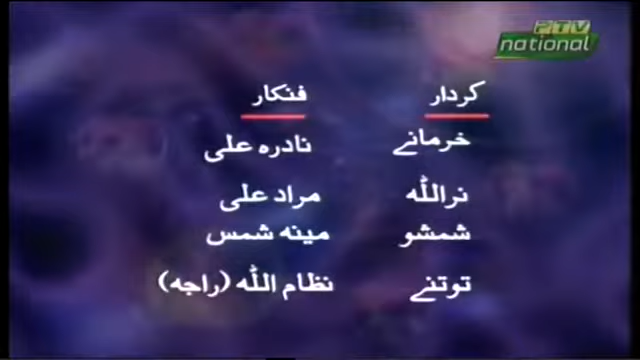 PTV
national
کردار فنکار
خرمانے نادرہ علی
نراللہ مراد علی
شمشو مینہ شمس
توتنے نظام اللہ (راجہ)